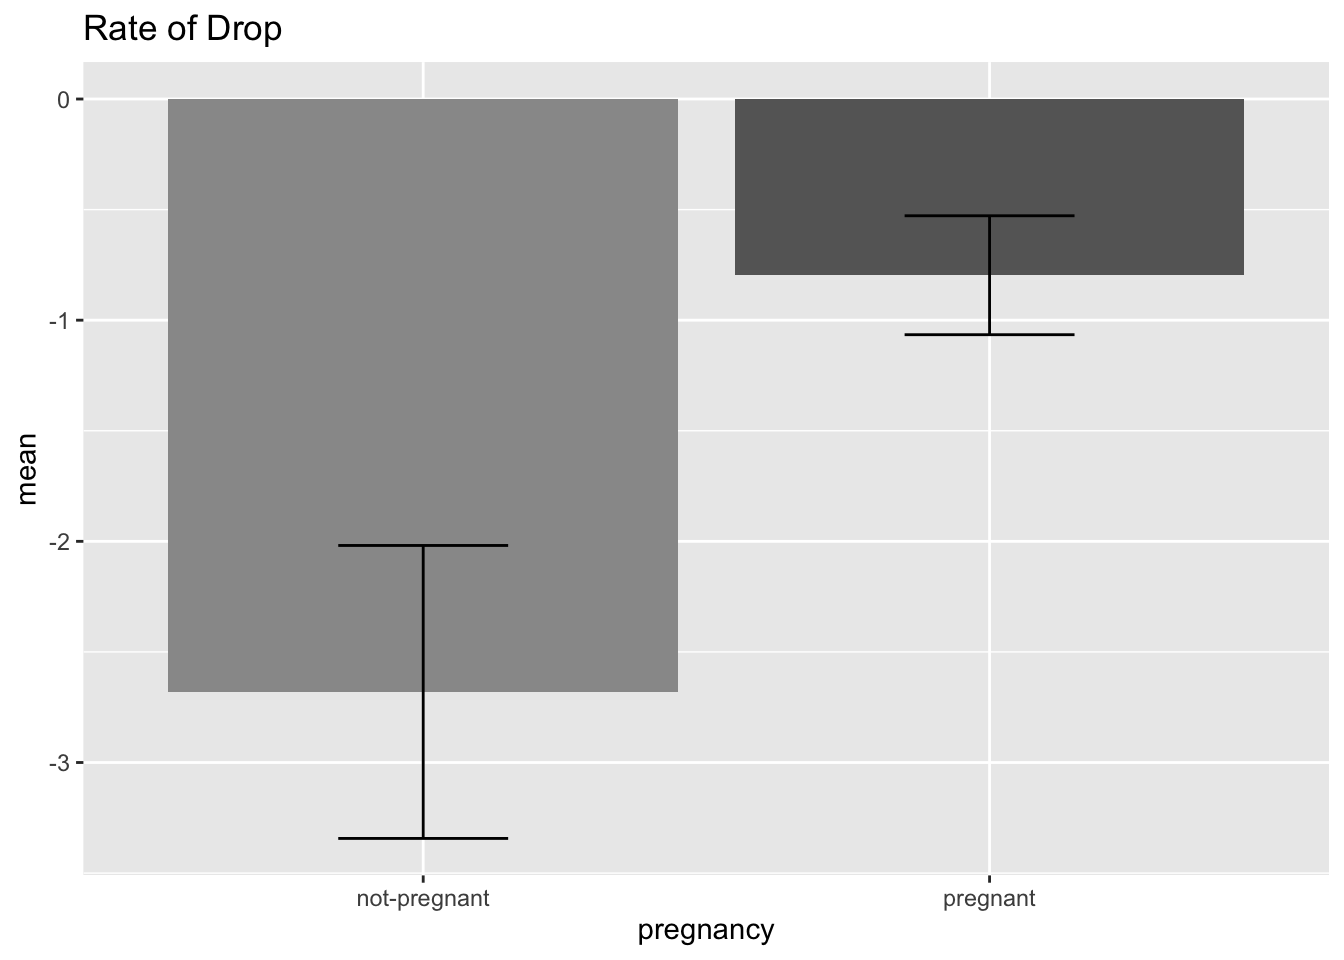 Rate of Drop
0
-1
-2
-3
mean
not-pregnant
pregnant
pregnancy